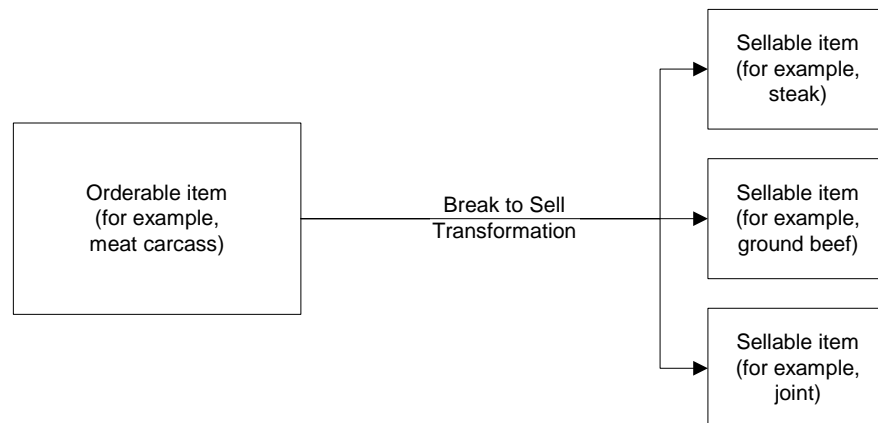 Orderable item
(for example,
meat carcass)
Break to Sell
Transformation
Sellable item
(for example,
steak)
Sellable item
(for example,
ground beef)
Sellable item
(for example,
joint)